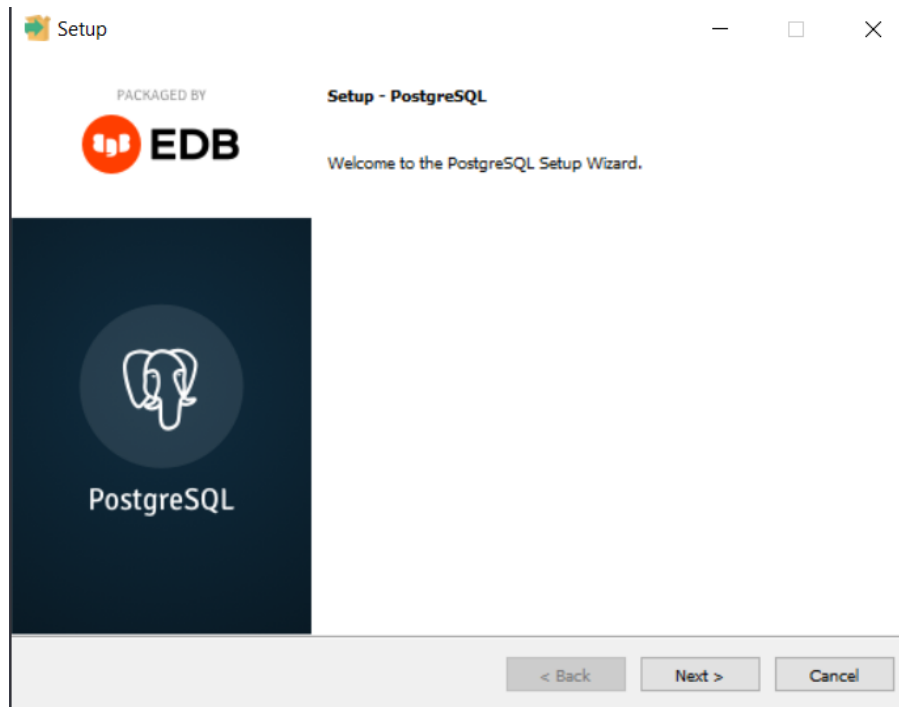 Setup
PACKAGED BY
EDB
Setup - PostgreSQL
Welcome to the PostgreSQL Setup Wizard.
PostgreSQL
< Back
Next >
Cancel